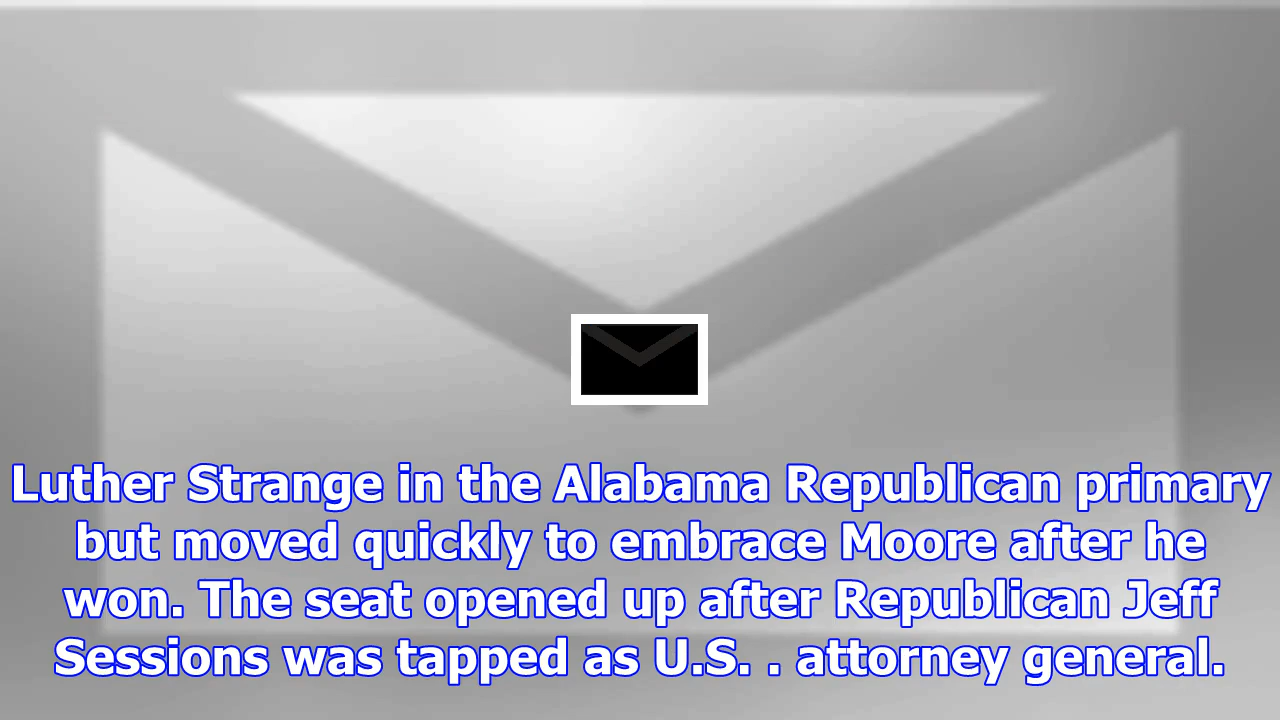 Luther Strange in the Alabama Republican primary
but moved quickly to embrace Moore after he
won. The seat opened up after Republican Jeff
Sessions was tapped as U.S. . attorney general.